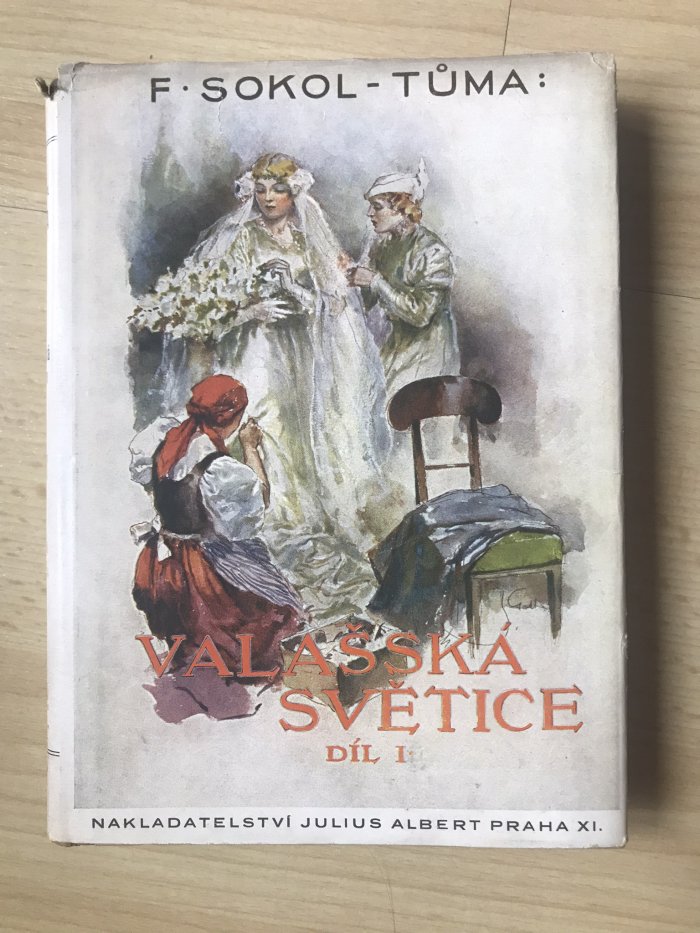 F. SOKOL-TŮMA:
VALAŠSKÁ
SVĚTICE
DÍL I.
NAKLADATELSTVÍ JULIUS ALBERT PRAHA XI.